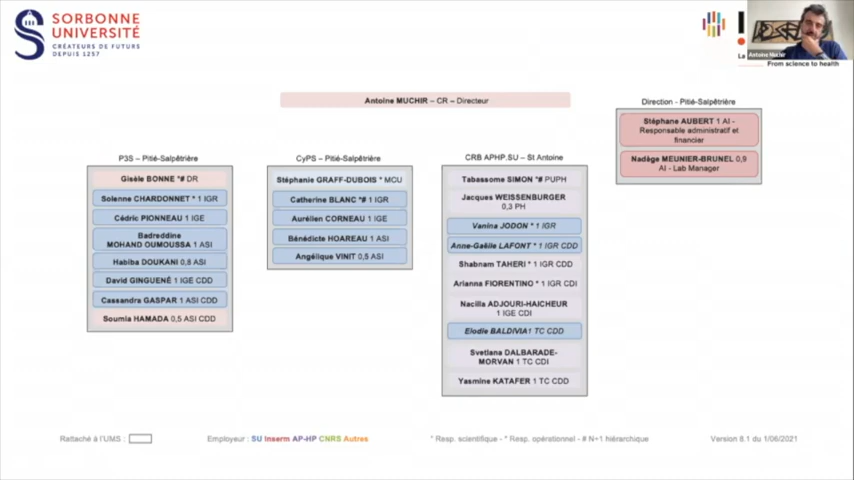 SORBONNE
UNIVERSITÉ
CRÉATEURS DE FUTURS
DEPUIS 1257
La
Antoine Muchir
From science to health
Antoine MUCHIR – CR – Directeur
Direction - Pitié-Salpêtrière
Stéphane AUBERT 1 AI -
Responsable administratif et
financier
Nadège MEUNIER-BRUNEL 0,9
AI - Lab Manager
P3S – Pitié-Salpêtrière
Gisèle BONNE °# DR
Solenne CHARDONNET * 1 IGR
Cédric PIONNEAU 1 IGE
Badreddine
MOHAND OUMOUSSA 1 ASI
Habiba DOUKANI 0,8 ASI
David GINGUENÉ 1 IGE CDD
Cassandra GASPAR 1 ASI CDD
Soumia HAMADA 0,5 ASI CDD
CyPS – Pitié-Salpêtrière
Stéphanie GRAFF-DUBOIS ° MCU
Catherine BLANC *# 1 IGR
Aurélien CORNEAU 1 IGE
Bénédicte HOAREAU 1 ASI
Angélique VINIT 0,5 ASI
CRB APHP.SU – St Antoine
Tabassome SIMON °# PUPH
Jacques WEISSENBURGER
0,3 PH
Vanina JODON * 1 IGR
Anne-Gaëlle LAFONT * 1 IGR CDD
Shabnam TAHERI * 1 IGR CDD
Arianna FIORENTINO * 1 IGR CDI
Nacilla ADJOURI-HAICHEUR
1 IGE CDI
Elodie BALDIVIA1 TC CDD
Svetlana DALBARADE-
MORVAN 1 TC CDI
Yasmine KATAFER 1 TC CDD
Rattaché à l'UMS :
Employeur : SU Inserm AP-HP CNRS Autres
° Resp. scientifique - * Resp. opérationnel - # N+1 hiérarchique
Version 9.1 du 1/06/2021